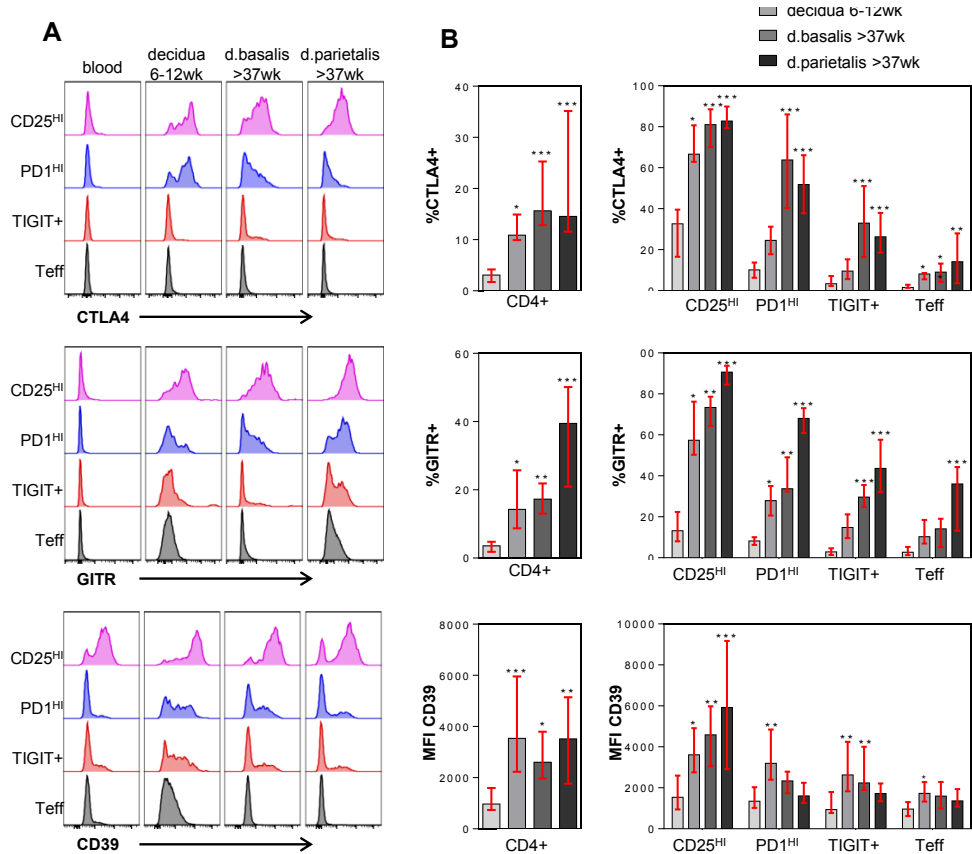 A
B
decidua 6-12wk
d.basalis >37wk
d.parietalis >37wk
blood
decidua
6-12wk
d.basalis
>37wk
d.parietalis
>37wk
CD25HI
PD1HI
TIGIT+
Teff
CTLA4
CD25HI
PD1HI
TIGIT+
Teff
GITR
CD25HI
PD1HI
TIGIT+
Teff
CD39
%CTLA4+
40
30
20
10
0
*
***
***
CD4+
%CTLA4+
100
80
60
40
20
0
* *** ***
*** ***
*** ***
* ** **
CD25HI PD1HI TIGIT+ Teff
%GITR+
60
40
20
0
*
**
***
CD4+
%GITR+
00
80
60
40
20
0
* ** ***
* ** ***
*** ***
***
CD25HI PD1HI TIGIT+ Teff
MFI CD39
8000
6000
4000
2000
0
***
*
**
CD4+
MFI CD39
10000
8000
6000
4000
2000
0
* ** ***
**
** **
*
CD25HI PD1HI TIGIT+ Teff